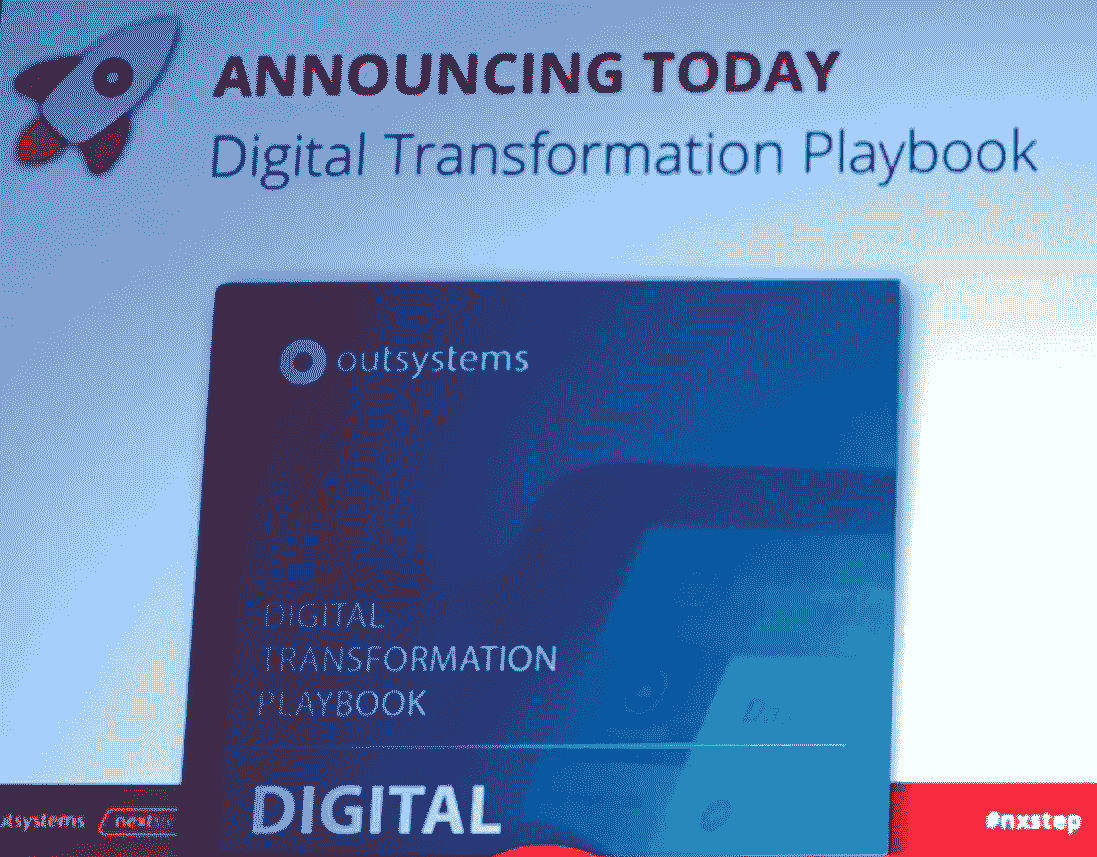 ANNOUNCING TODAY
Digital Transformation Playbook
outsystems
DIGITAL
TRANSFORMATION
PLAYBOOK
DIGITAL
#nxstep